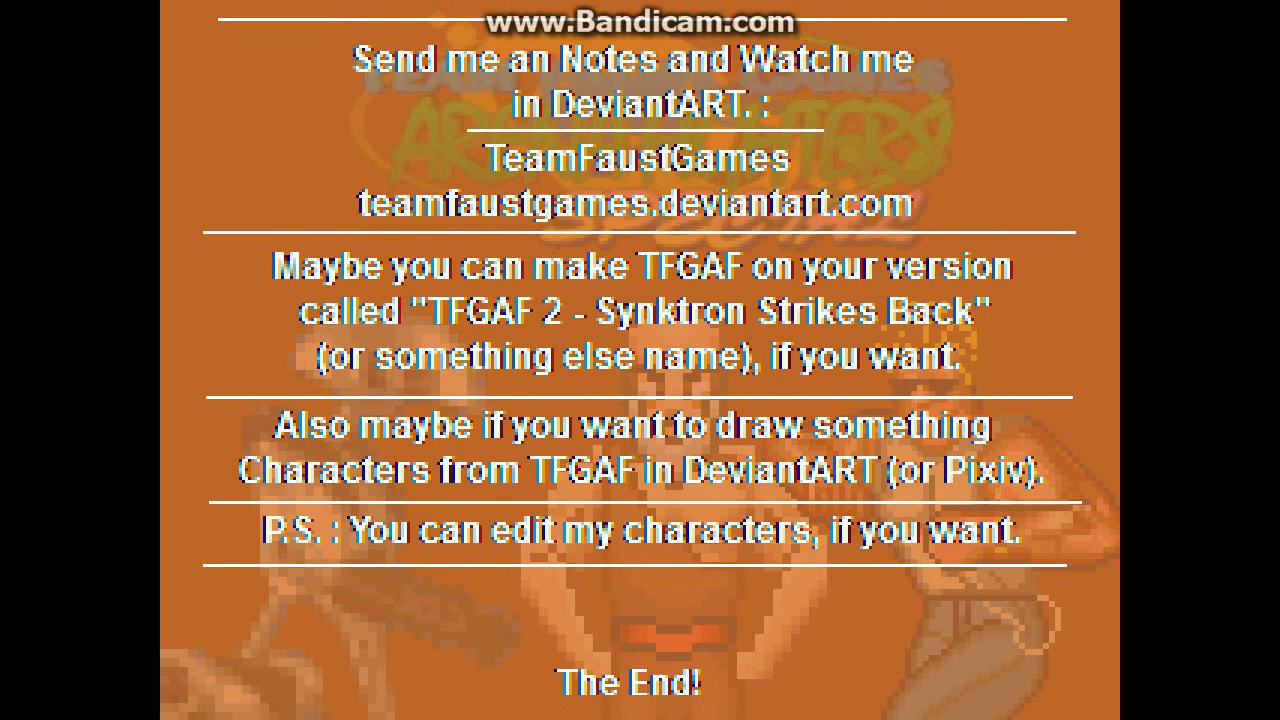 www.Bandicam.com
Send me an Notes and Watch me
in DeviantART. :
TeamFaustGames
teamfaustgames.deviantart.com
Maybe you can make TFGAF on your version
called "TFGAF 2 - Synktron Strikes Back"
(or something else name), if you want.
Also maybe if you want to draw something
Characters from TFGAF in DeviantART (or Pixiv).
P.S. : You can edit my characters, if you want.
The End!